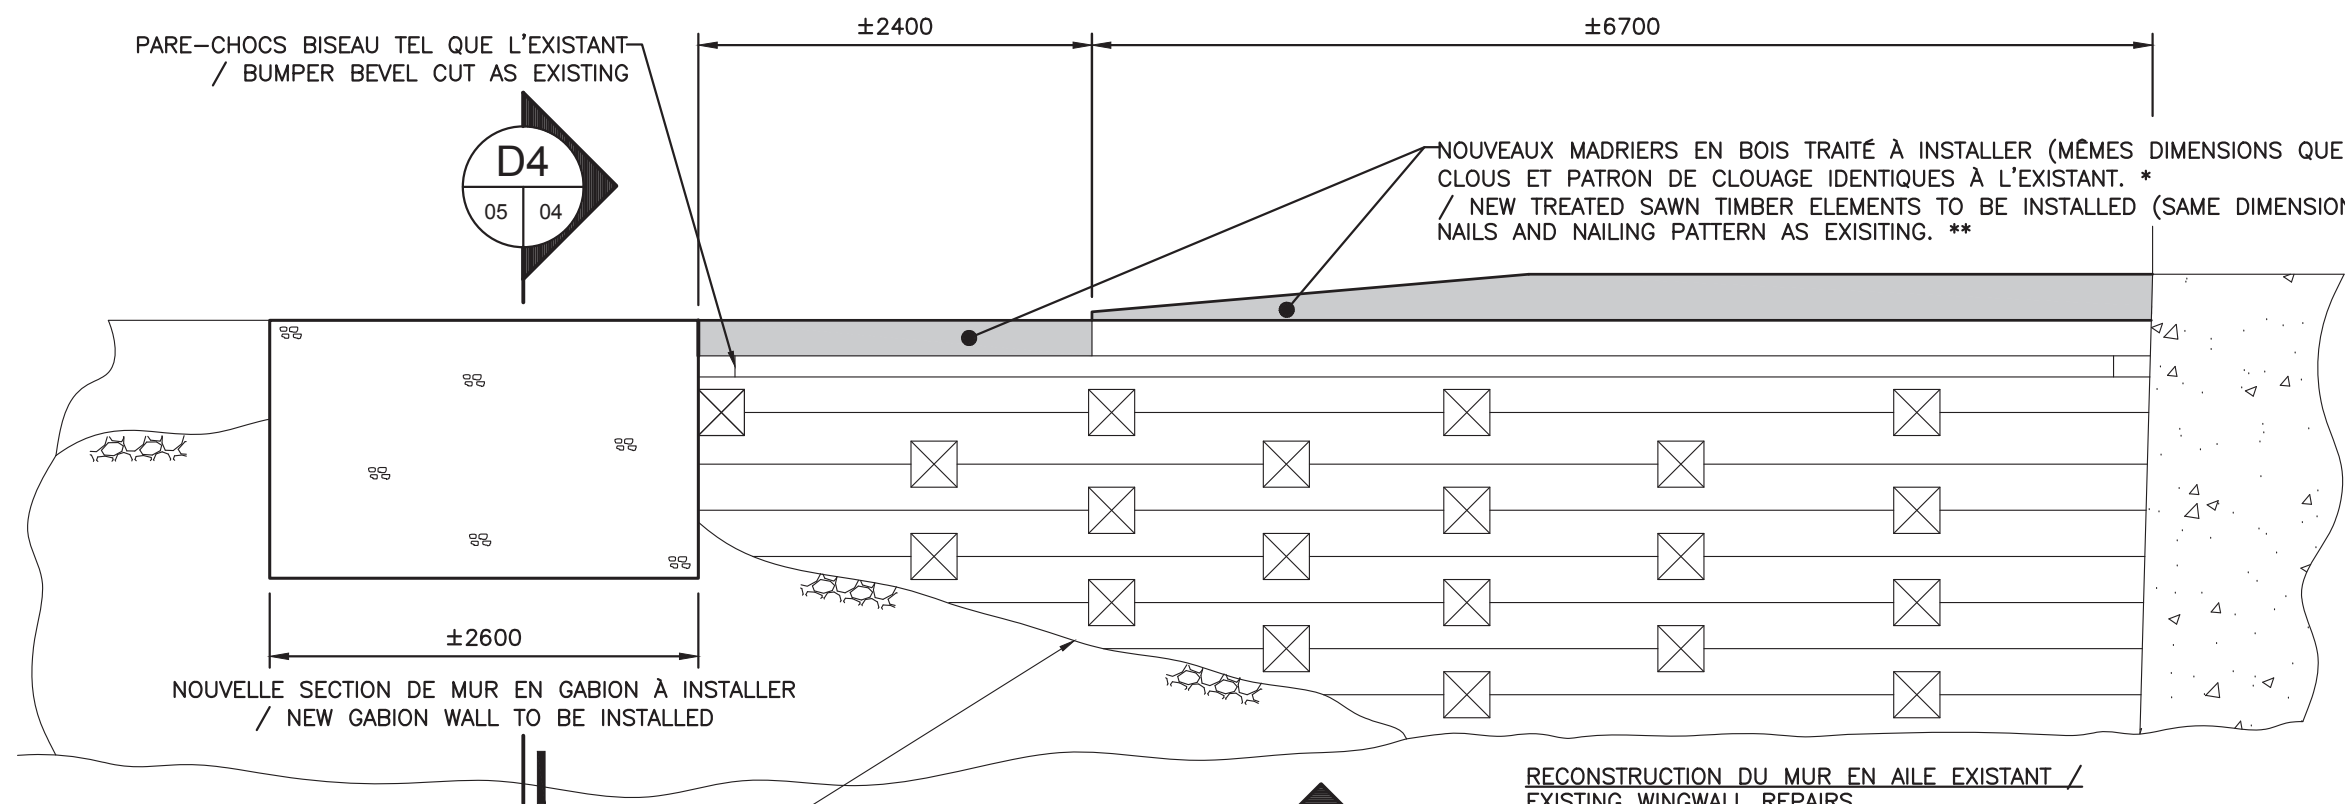 ±2400
±6700
PARE-CHOCS BISEAU TEL QUE L'EXISTANT
/ BUMPER BEVEL CUT AS EXISTING
D4
05 04
NOUVEAUX MADRIERS EN BOIS TRAITÉ À INSTALLER (MÊMES DIMENSIONS QUE
CLOUS ET PATRON DE CLOUAGE IDENTIQUES À L'EXISTANT. *
/ NEW TREATED SAWN TIMBER ELEMENTS TO BE INSTALLED (SAME DIMENSION
NAILS AND NAILING PATTERN AS EXISITING. **
±2600
NOUVELLE SECTION DE MUR EN GABION À INSTALLER
/ NEW GABION WALL TO BE INSTALLED
RECONSTRUCTION DU MUR EN AILE EXISTANT /
EXISTING WINGWALL REPAIRS